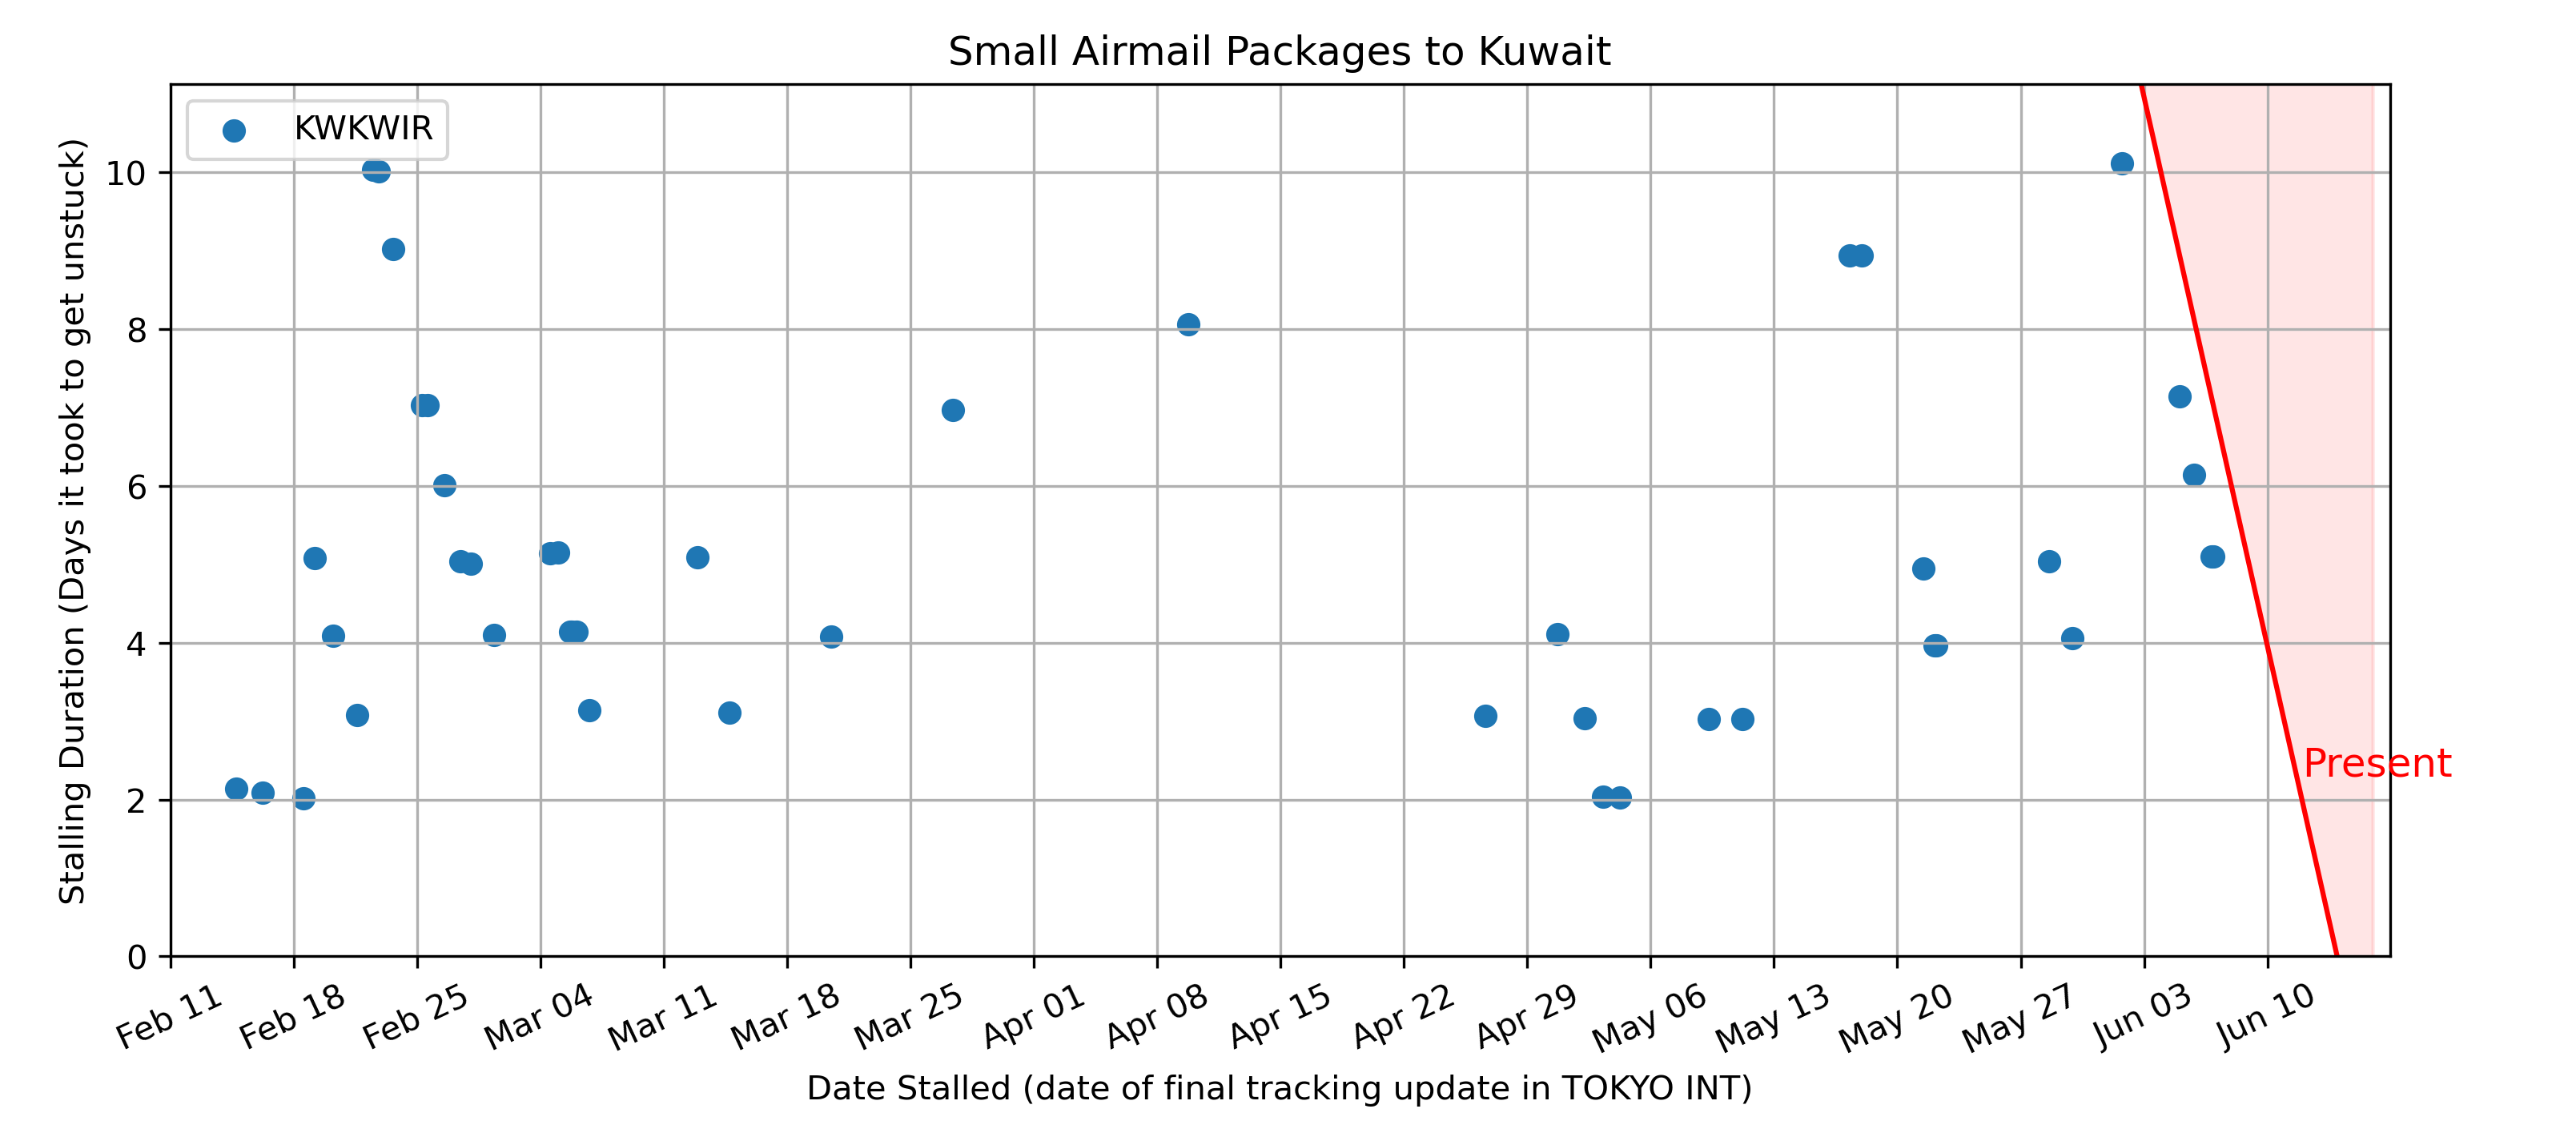 Small Airmail Packages to Kuwait
KWKWIR
Stalling Duration (Days it took to get unstuck)
10
8
6
4
2
0
Present
Feb 11
Feb 18
Feb 25
Mar 04
Mar 11
Mar 18
Mar 25
Apr 01
Apr 08
Apr 15
Apr 22
Apr 29
May 06
May 13
May 20
May 27
Jun 03
Jun 10
Date Stalled (date of final tracking update in TOKYO INT)